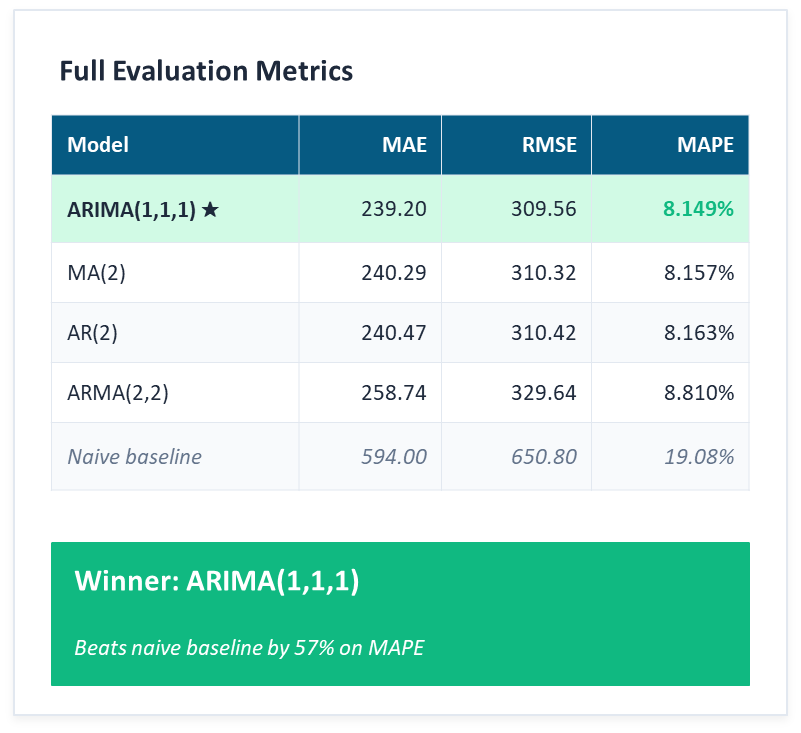 Full Evaluation Metrics
Model MAE RMSE MAPE
ARIMA(1,1,1) ★ 239.20 309.56 8.149%
MA(2) 240.29 310.32 8.157%
AR(2) 240.47 310.42 8.163%
ARMA(2,2) 258.74 329.64 8.810%
Naive baseline 594.00 650.80 19.08%
Winner: ARIMA(1,1,1)
Beats naive baseline by 57% on MAPE